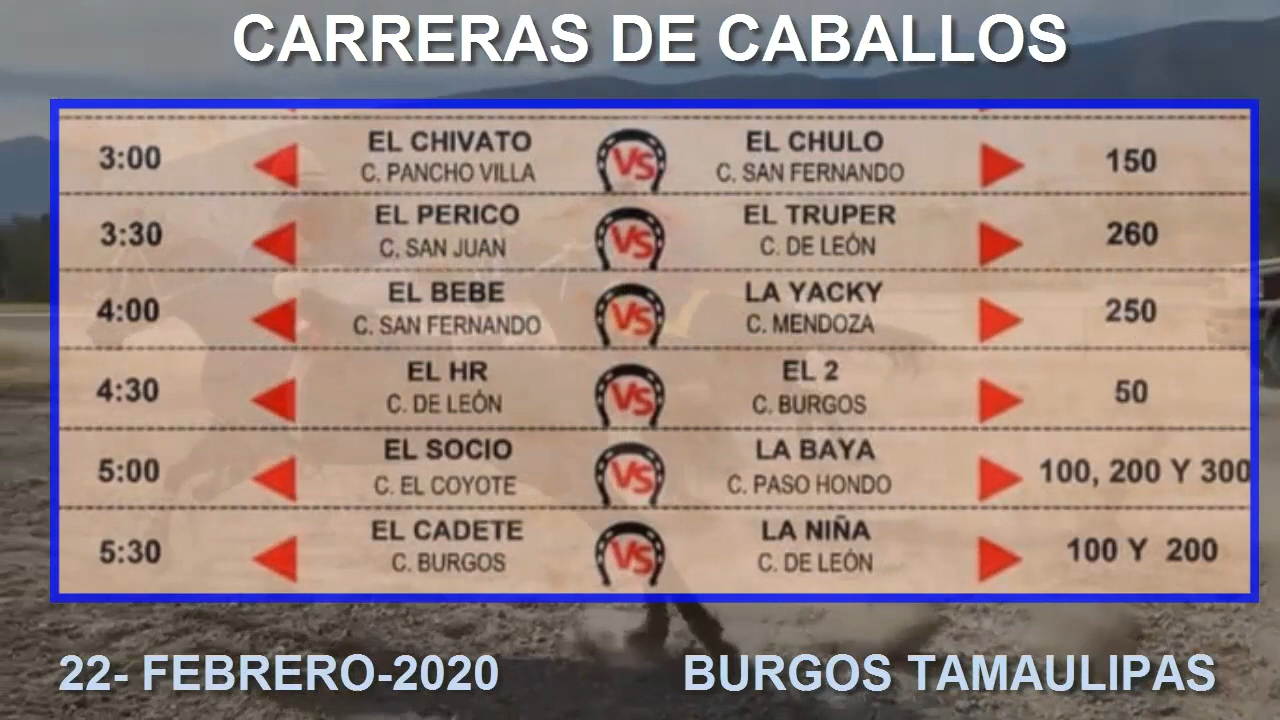 CARRERAS DE CABALLOS
3:00 EL CHIVATO C. PANCHO VILLA VS EL CHULO C. SAN FERNANDO 150
3:30 EL PERICO C. SAN JUAN VS EL TRUPER C. DE LEÓN 260
4:00 EL BEBE C. SAN FERNANDO VS LA YACKY C. MENDOZA 250
4:30 EL HR C. DE LEÓN VS EL 2 C. BURGOS 50
5:00 EL SOCIO C. EL COYOTE VS LA BAYA C. PASO HONDO 100, 200 Y 300
5:30 EL CADETE C. BURGOS VS LA NIÑA C. DE LEÓN 100 Y 200
22- FEBRERO-2020 BURGOS TAMAULIPAS